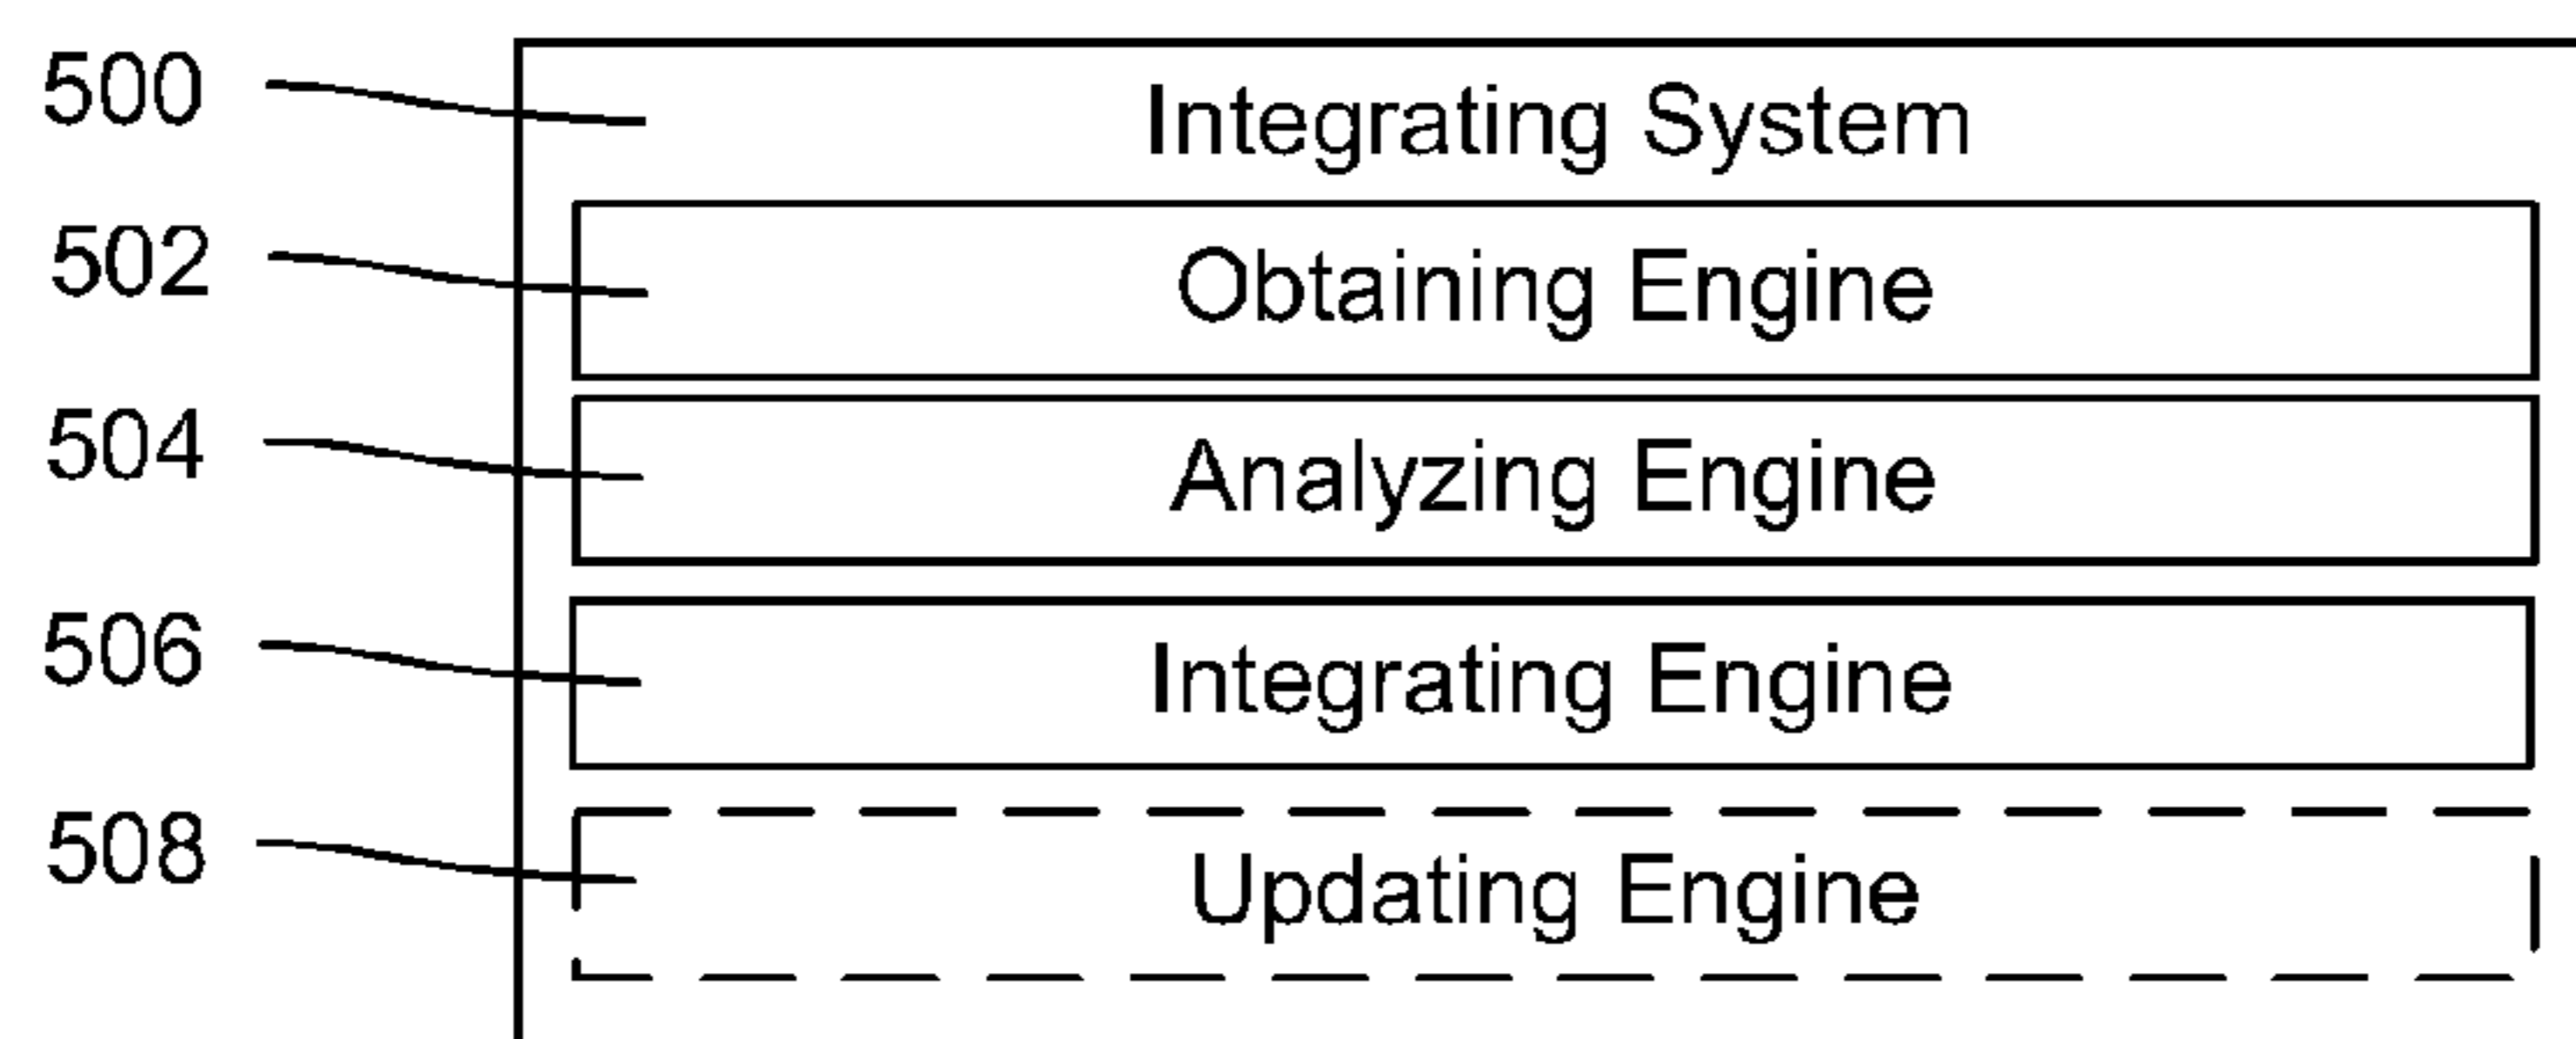 500 Integrating System
502 Obtaining Engine
504 Analyzing Engine
506 Integrating Engine
508 Updating Engine